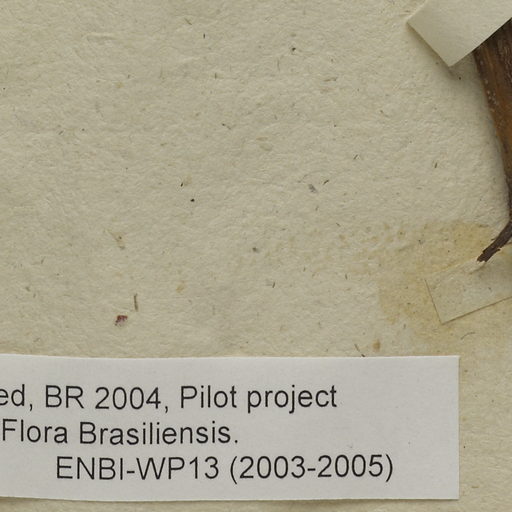 ed, BR 2004, Pilot project
Flora Brasiliensis.
ENBI-WP13 (2003-2005)